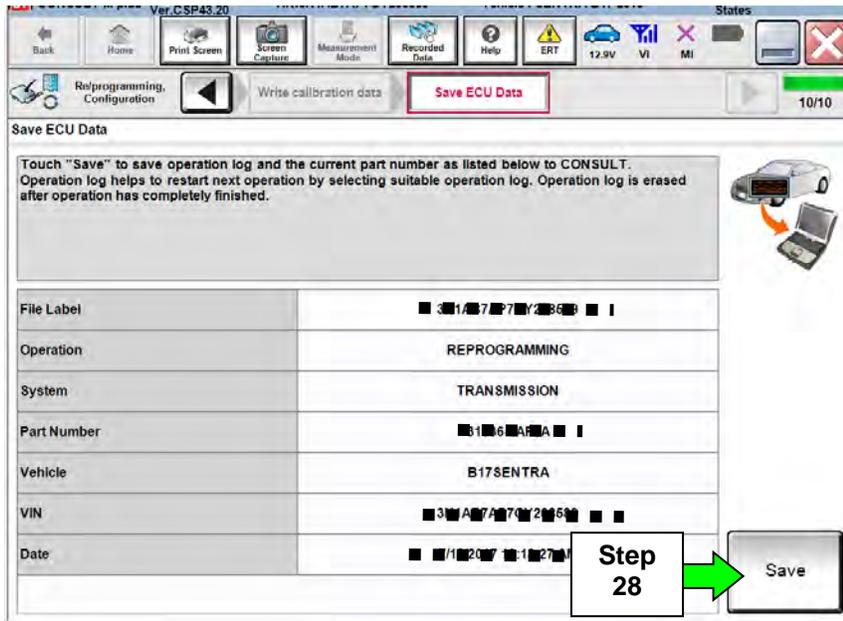 Ver.CSP43.20
States
Back
Home
Print Screen
Screen Capture
Measurement Mode
Recorded Data
Help
ERT
12.9V
VI
MI
Re/programming, Configuration
Write calibration data
Save ECU Data
10/10
Save ECU Data
Touch "Save" to save operation log and the current part number as listed below to CONSULT.
Operation log helps to restart next operation by selecting suitable operation log. Operation log is erased
after operation has completely finished.
File Label
Operation REPROGRAMMING
System TRANSMISSION
Part Number
Vehicle B17SENTRA
VIN
Date
Step
28
Save